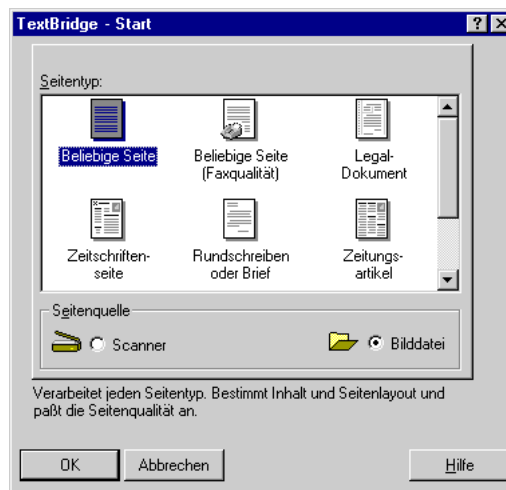 TextBridge - Start
Seitentyp:
Beliebige Seite
Beliebige Seite
(Faxqualität)
Legal-
Dokument
Zeitschriften-
seite
Rundschreiben
oder Brief
Zeitungs-
artikel
Seitenquelle
Scanner
Bilddatei
Verarbeitet jeden Seitentyp. Bestimmt Inhalt und Seitenlayout und
paßt die Seitenqualität an.
OK
Abbrechen
Hilfe